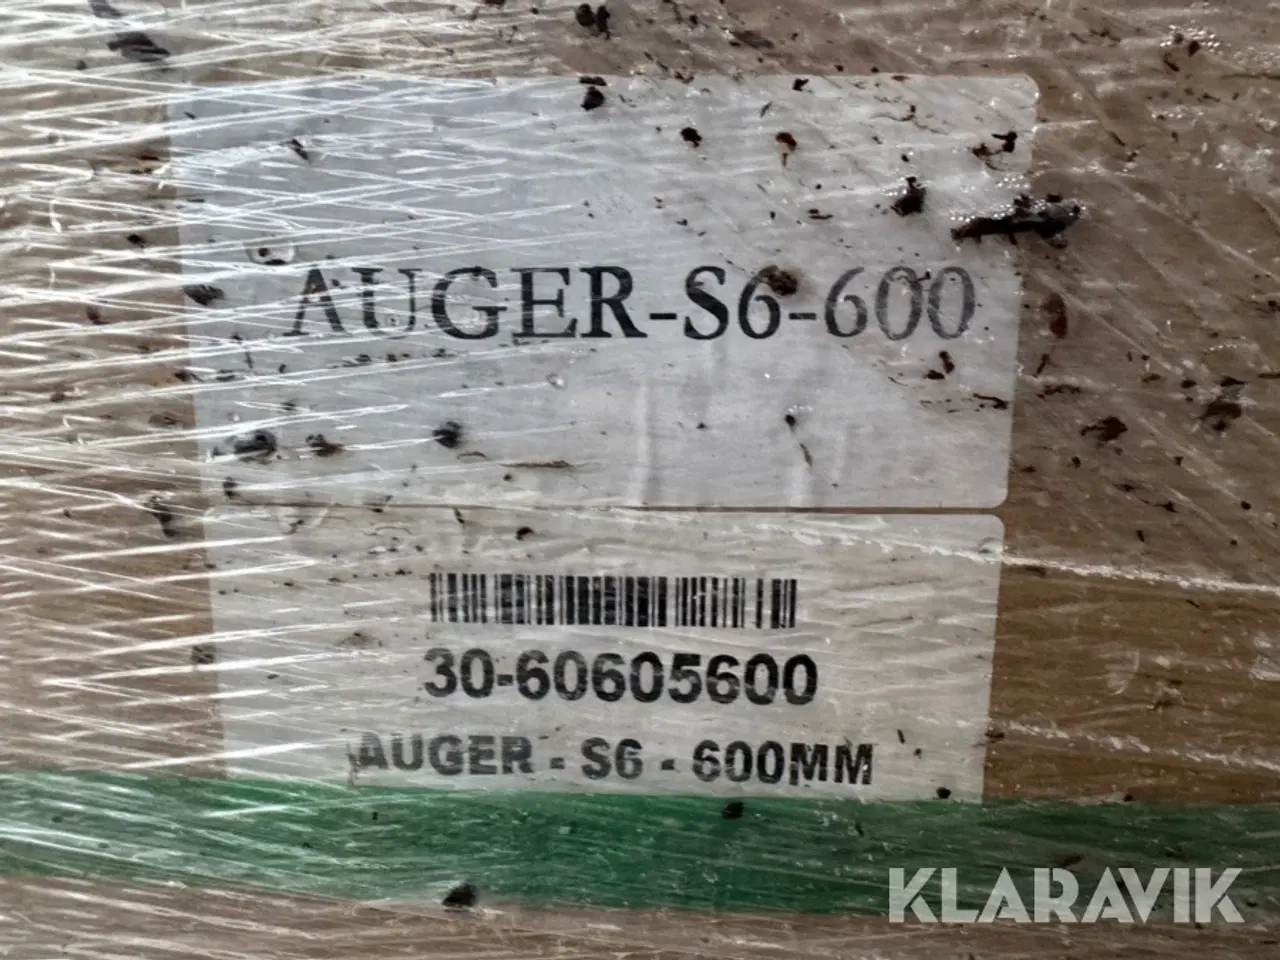 AUGER-S6-600
30-60605600
AUGER - S6 - 600MM
KLARAVIK